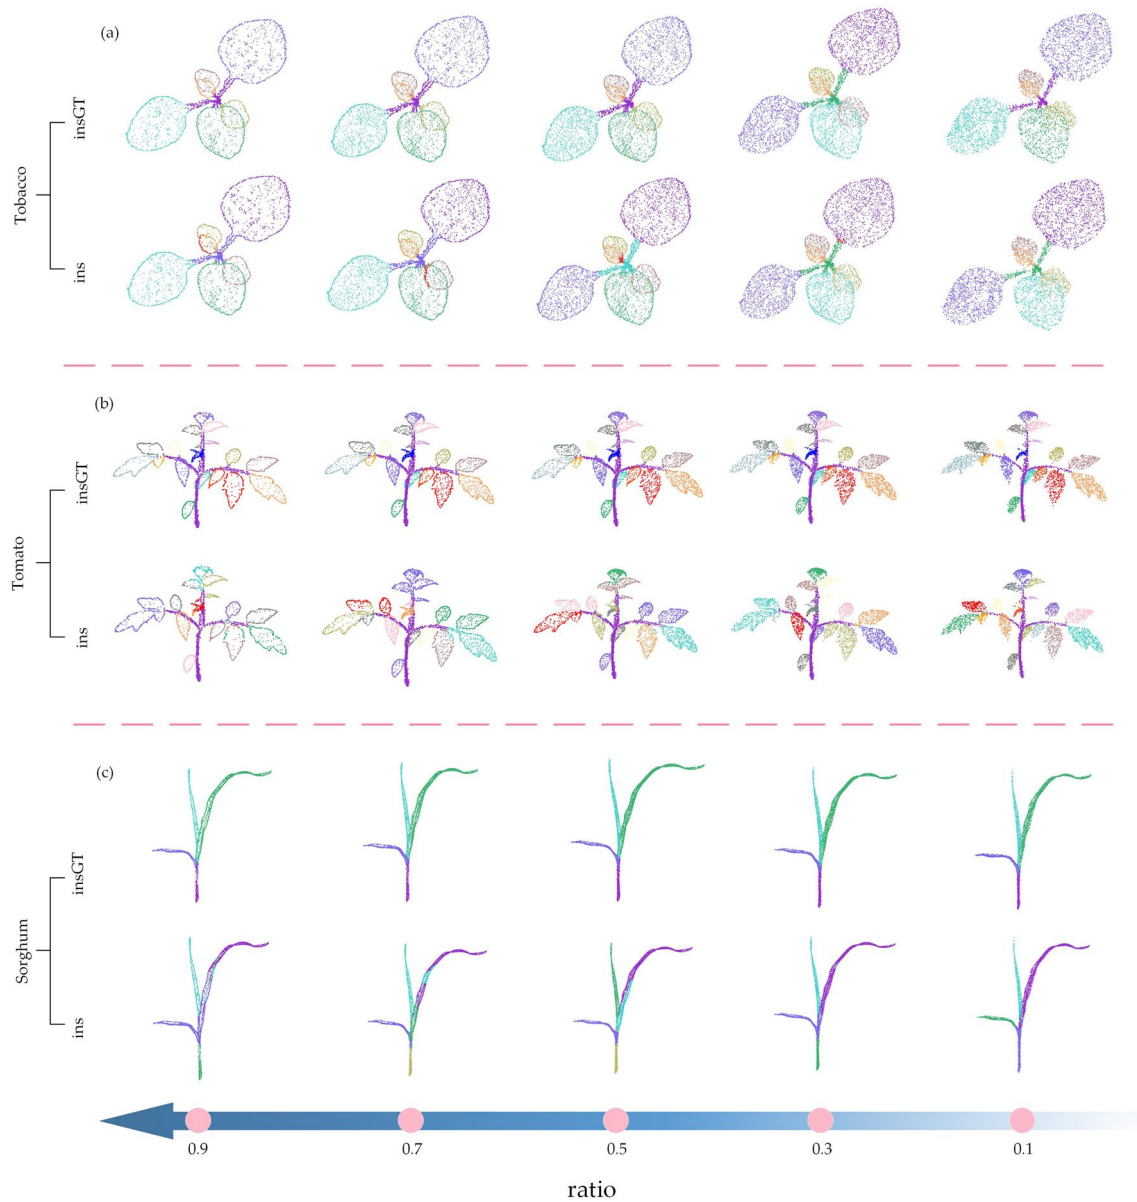 (a)
insGT
Tobacco
ins
(b)
insGT
Tomato
ins
(c)
insGT
Sorghum
ins
0.9 0.7 0.5 0.3 0.1
ratio